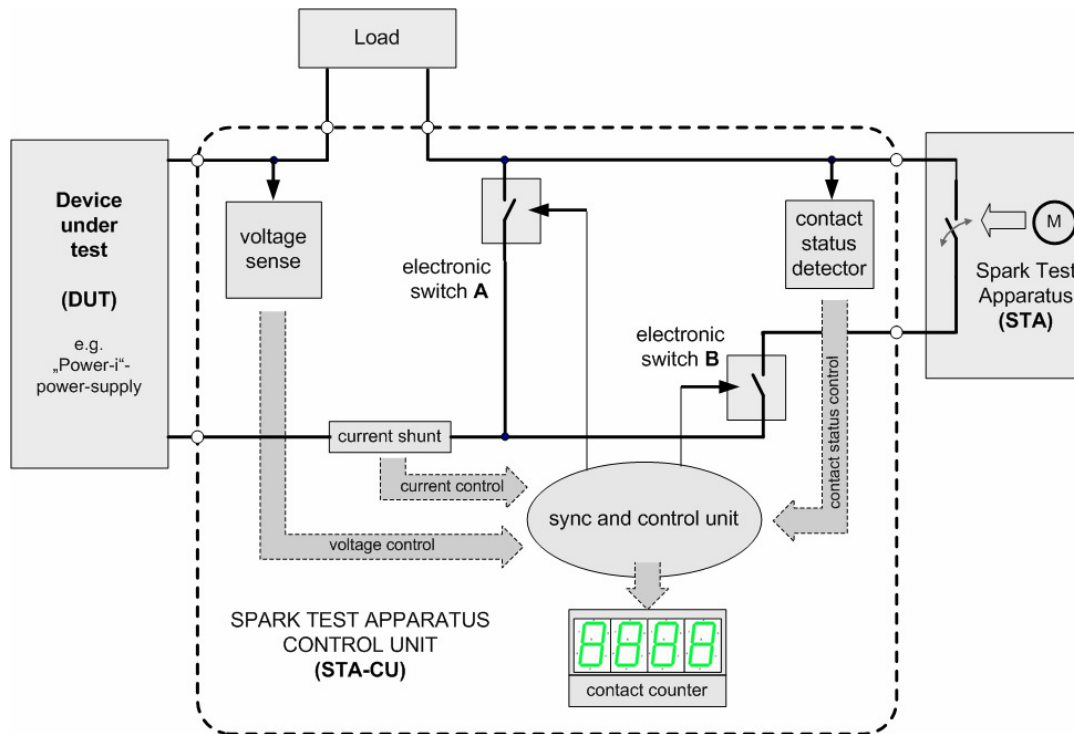 Load
Device
under
test
(DUT)
e.g.
„Power-i“-
power-supply
voltage
sense
electronic
switch A
contact
status
detector
electronic
switch B
M
Spark Test
Apparatus
(STA)
current shunt
current control
voltage control
contact status control
sync and control unit
SPARK TEST APPARATUS
CONTROL UNIT
(STA-CU)
8888
contact counter